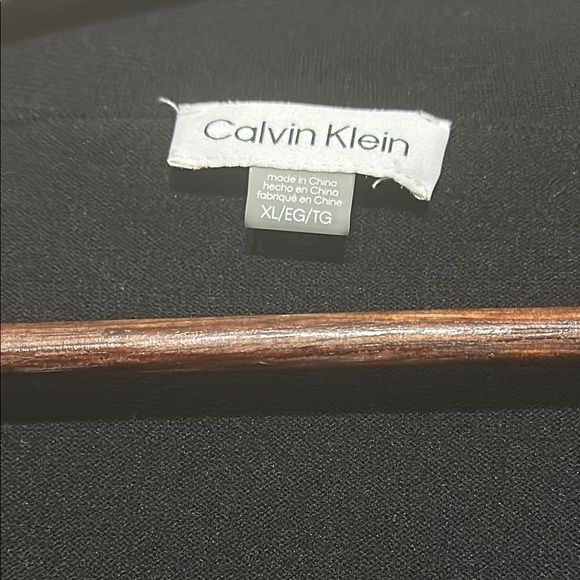 Calvin Klein
made in China
hecho en China
fabriqué en Chine
XL/EG/TG